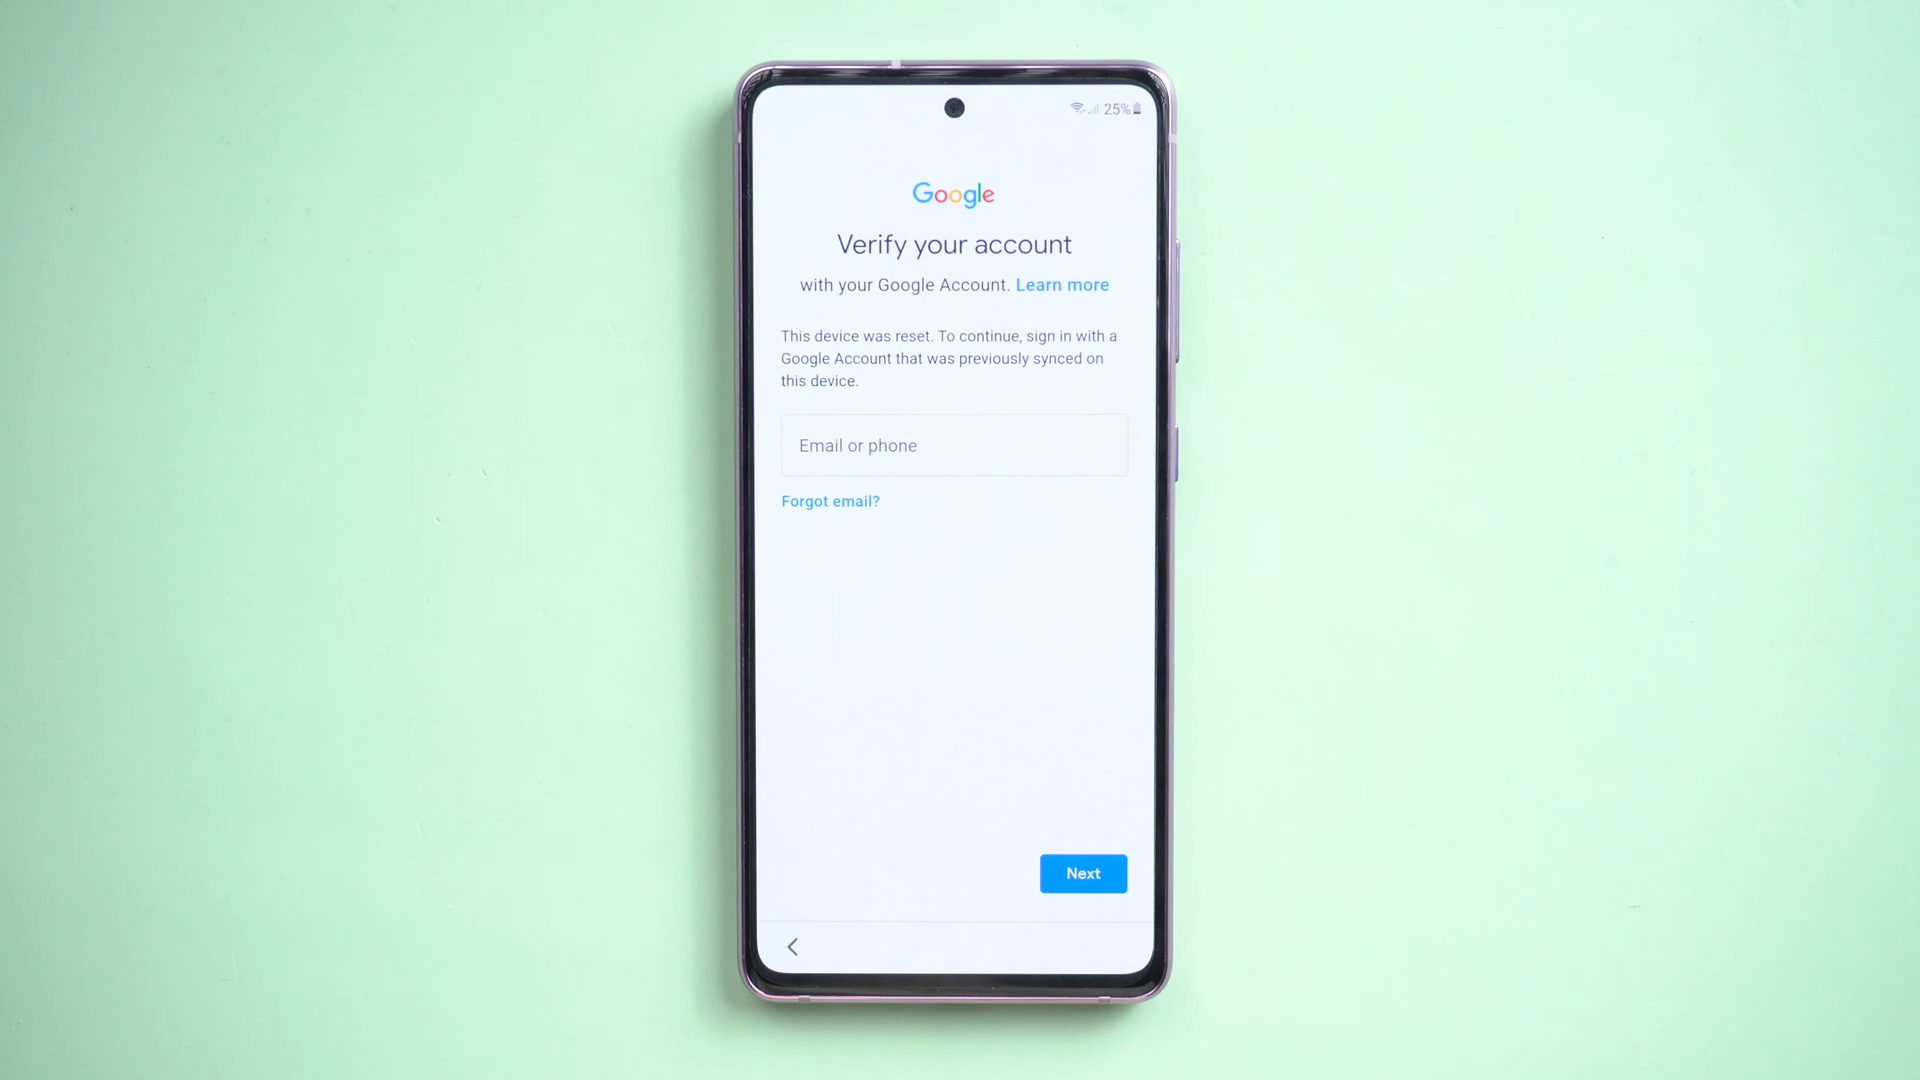 25%
Google
Verify your account
with your Google Account. Learn more
This device was reset. To continue, sign in with a
Google Account that was previously synced on
this device.
Email or phone
Forgot email?
Next